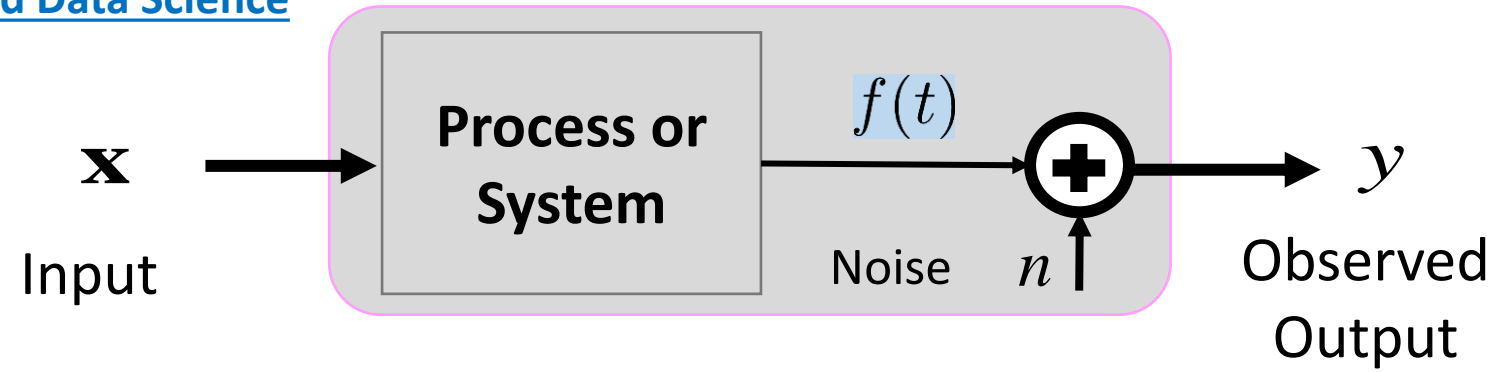 d Data Science
Process or
System
f(t)
x
y
Input
Noise
n
Observed
Output